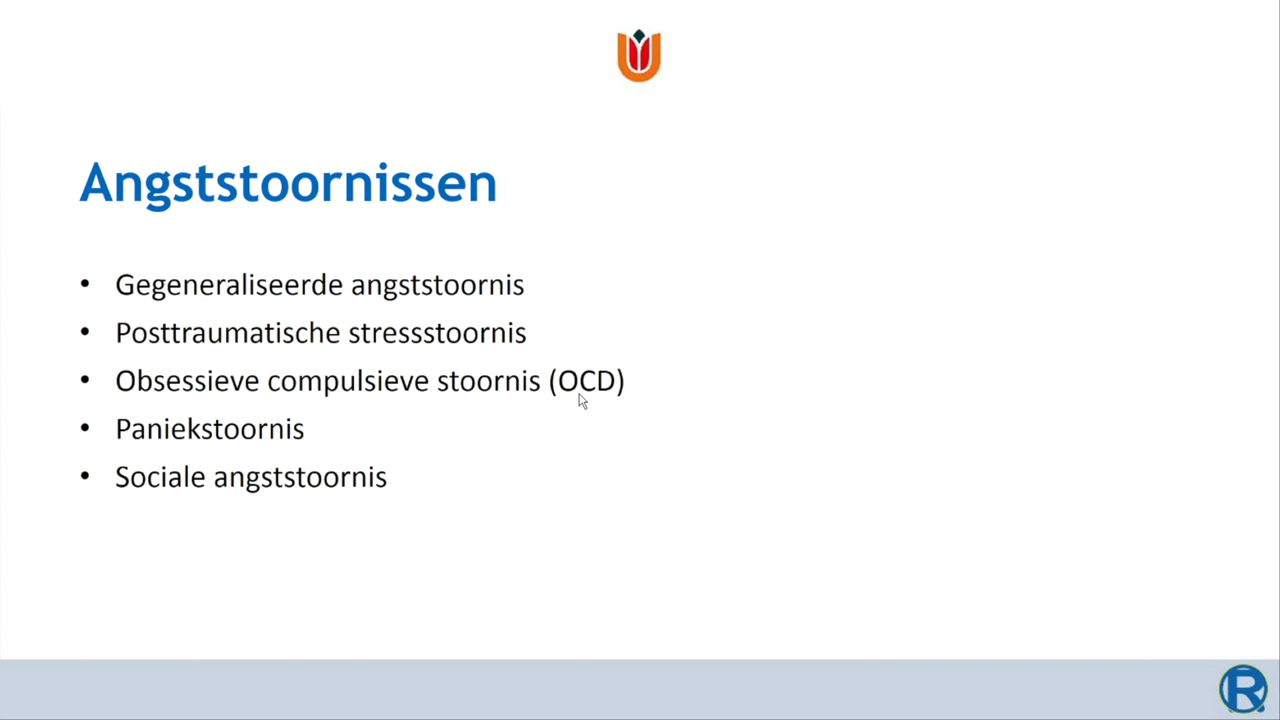 Angststoornissen
• Gegeneraliseerde angststoornis
• Posttraumatische stressstoornis
• Obsessieve compulsieve stoornis (OCD)
• Paniekstoornis
• Sociale angststoornis
R